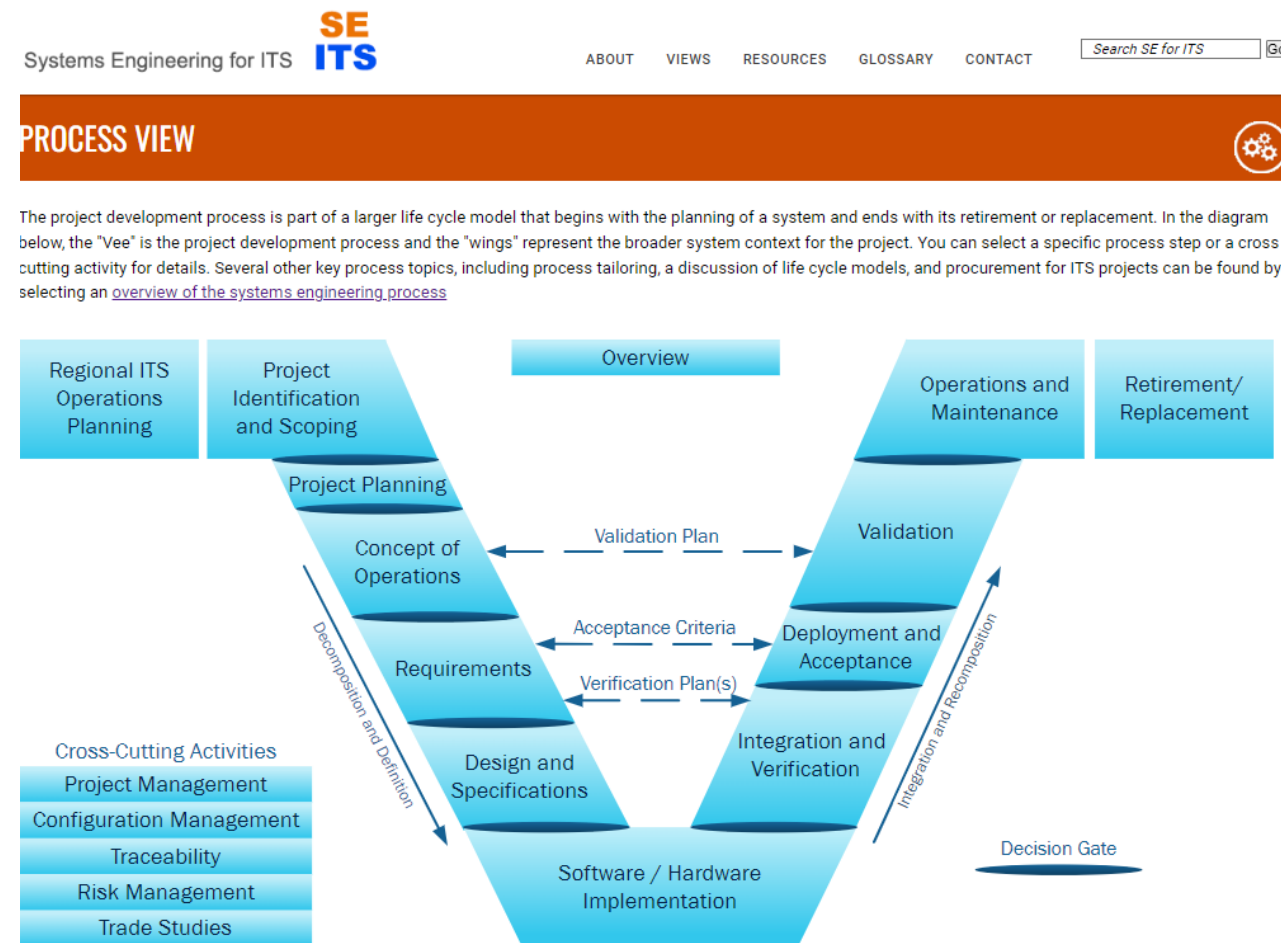 Systems Engineering for ITS
SE
ITS
ABOUT
VIEWS
RESOURCES
GLOSSARY
CONTACT
Search SE for ITS
PROCESS VIEW
The project development process is part of a larger life cycle model that begins with the planning of a system and ends with its retirement or replacement. In the diagram
below, the "Vee" is the project development process and the "wings" represent the broader system context for the project. You can select a specific process step or a cross
cutting activity for details. Several other key process topics, including process tailoring, a discussion of life cycle models, and procurement for ITS projects can be found by
selecting an overview of the systems engineering process
Regional ITS
Operations
Planning
Project
Identification
and Scoping
Overview
Operations and
Maintenance
Retirement/
Replacement
Project Planning
Concept of
Operations
Validation Plan
Validation
Decomposition and Definition
Requirements
Acceptance Criteria
Verification Plan(s)
Deployment and
Acceptance
Integration and Recomposition
Design and
Specifications
Integration and
Verification
Cross-Cutting Activities
Project Management
Configuration Management
Traceability
Risk Management
Trade Studies
Software / Hardware
Implementation
Decision Gate